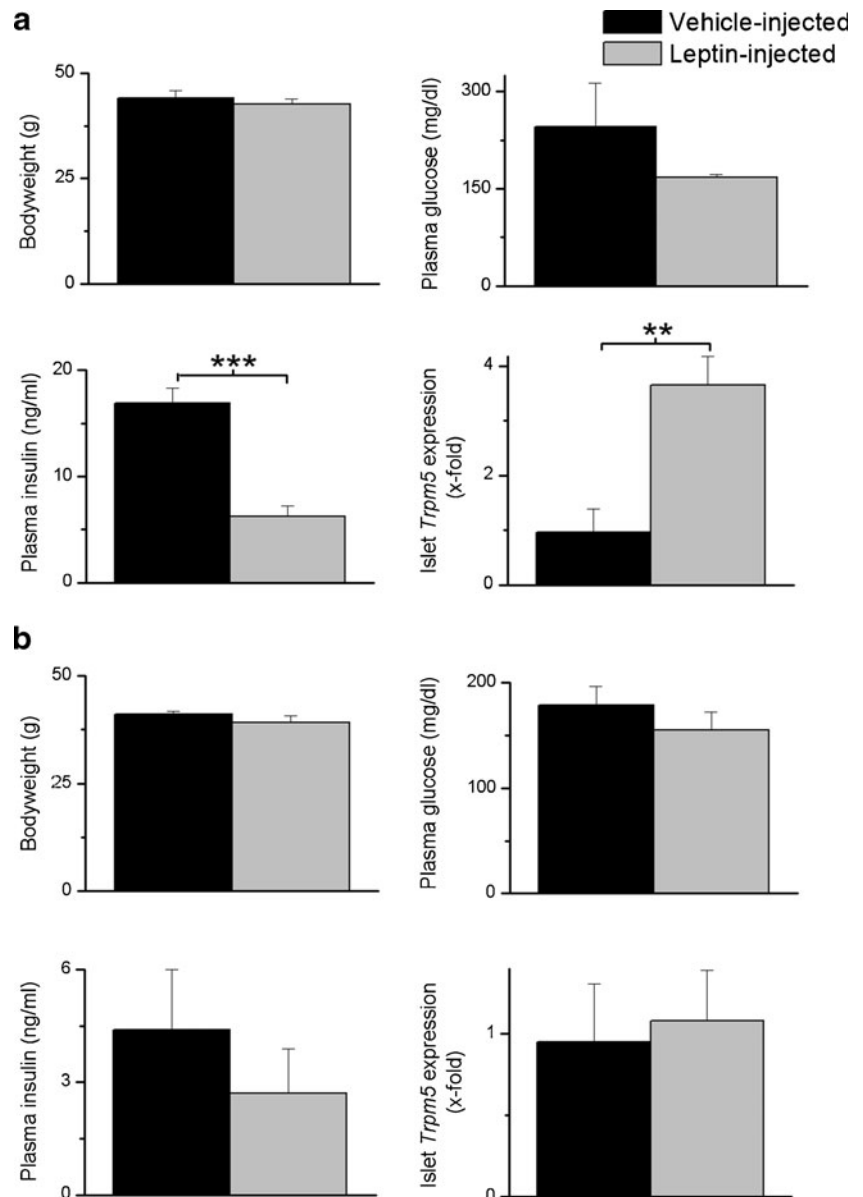 a
Vehicle-injected
Leptin-injected
Bodyweight (g)
50
25
0
Plasma glucose (mg/dl)
300
150
0
Plasma insulin (ng/ml)
20
10
0
***
Islet Trpm5 expression
(x-fold)
4
2
0
**
b
Bodyweight (g)
50
25
0
Plasma glucose (mg/dl)
200
100
0
Plasma insulin (ng/ml)
6
3
0
Islet Trpm5 expression
(x-fold)
1
0